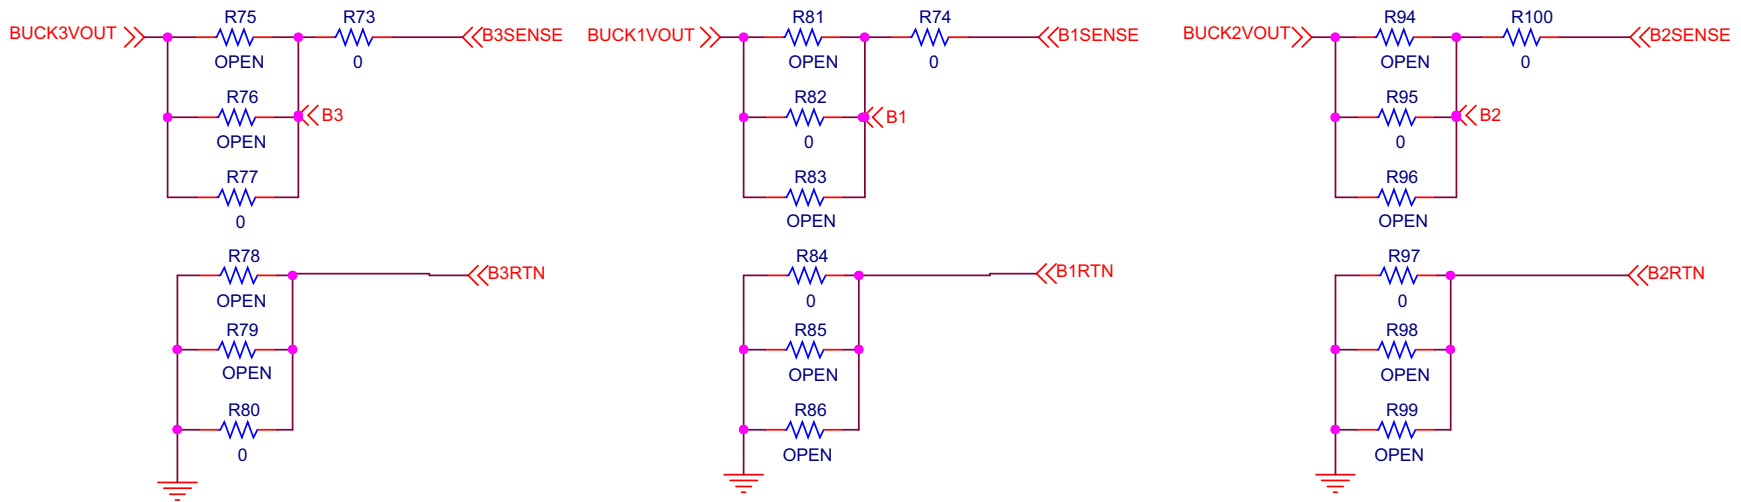 R75 R73
BUCK3VOUT B3SENSE
OPEN 0
R76
B3
OPEN
R77
0
R78
B3RTN
OPEN
R79
OPEN
R80
0
R81 R74
BUCK1VOUT B1SENSE
OPEN 0
R82
B1
0
R83
OPEN
R84
B1RTN
0
R85
OPEN
R86
OPEN
R94 R100
BUCK2VOUT B2SENSE
OPEN 0
R95
B2
0
R96
OPEN
R97
B2RTN
0
R98
OPEN
R99
OPEN